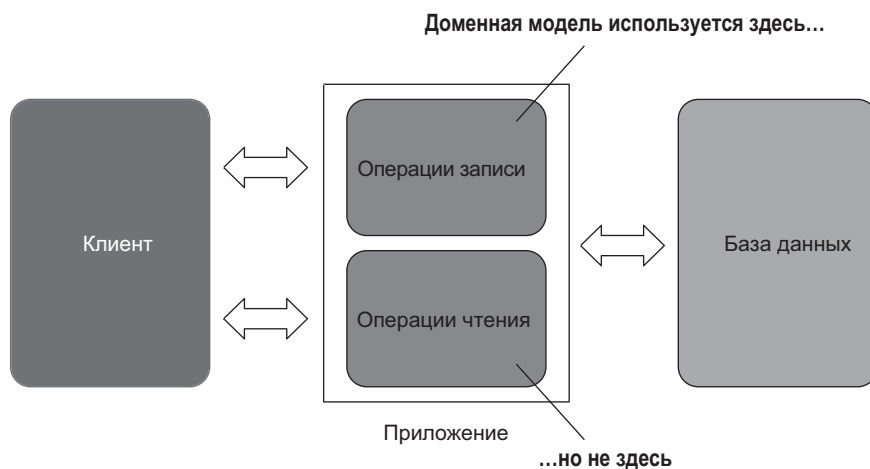 Доменная модель используется здесь…
Операции записи
Клиент
База данных
Операции чтения
Приложение
…но не здесь